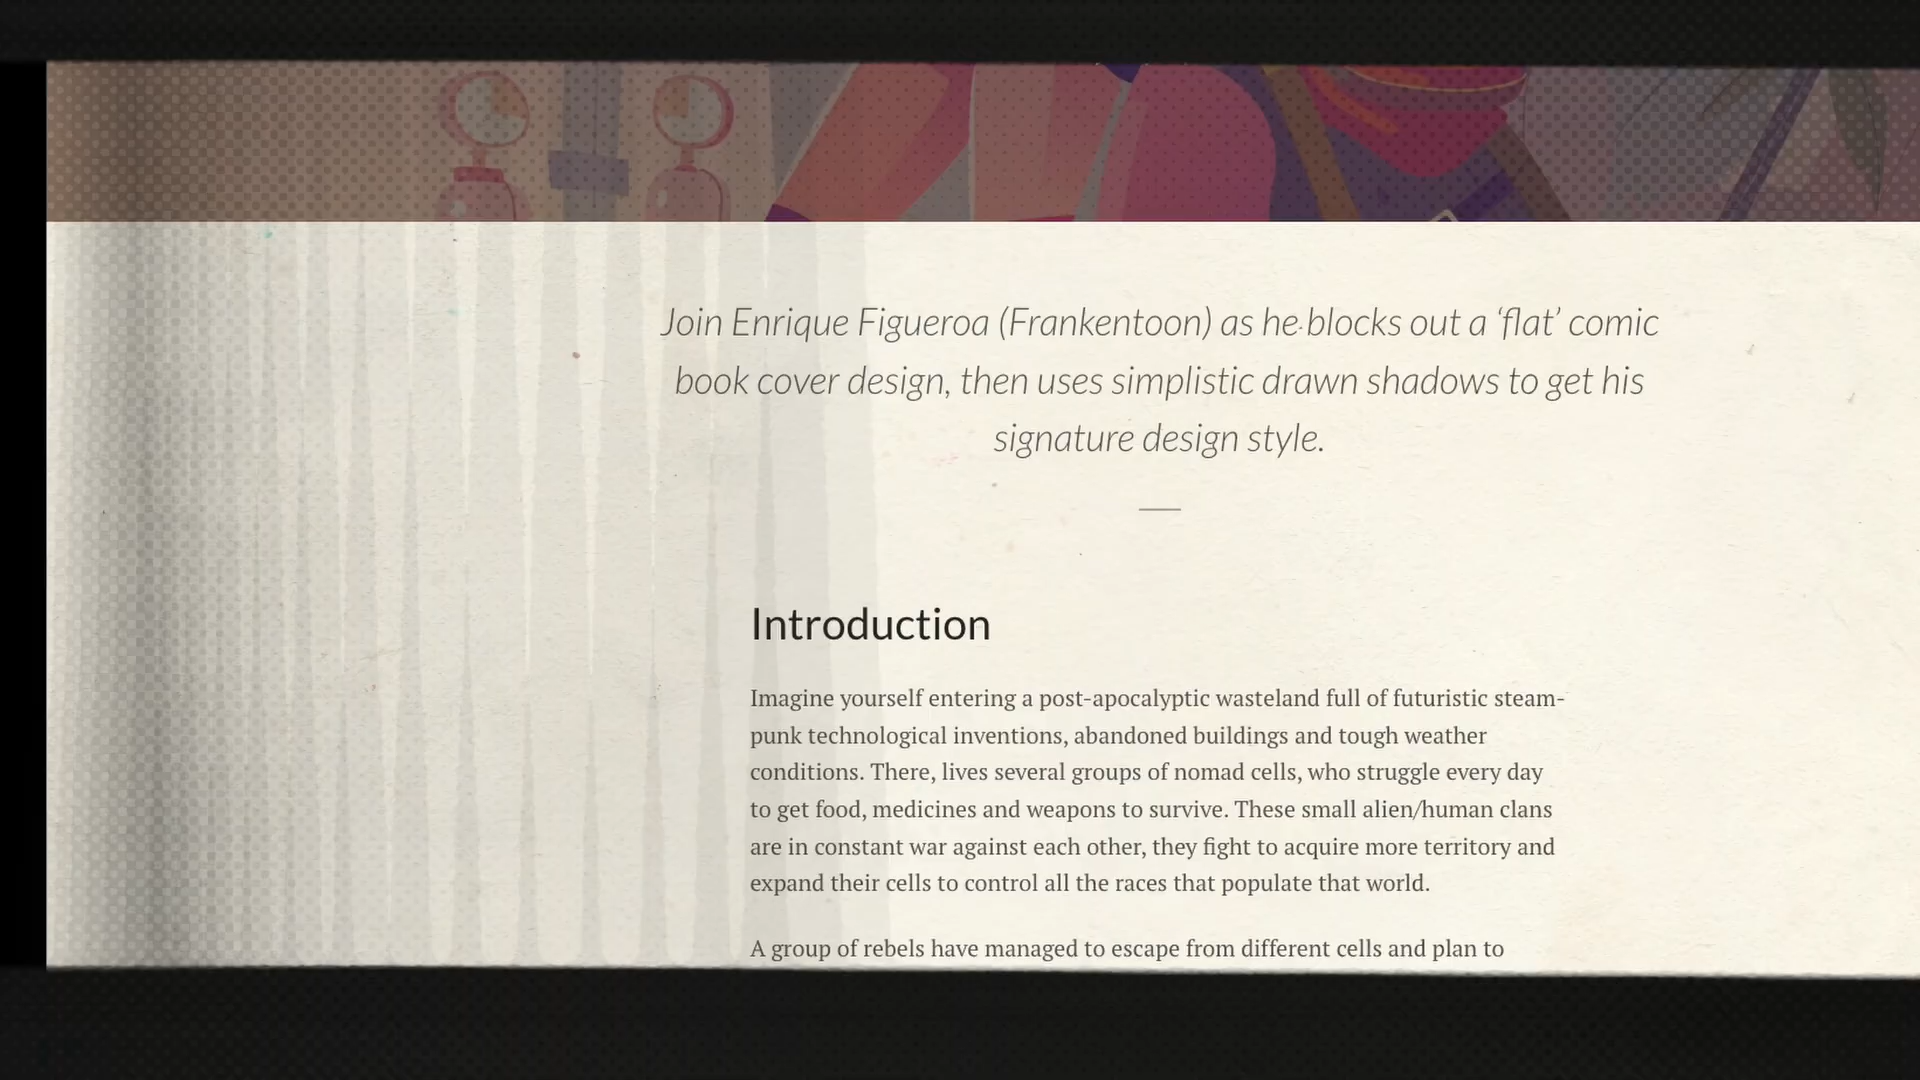 Join Enrique Figueroa (Frankentoon) as he blocks out a ‘flat’ comic
book cover design, then uses simplistic drawn shadows to get his
signature design style.
Introduction
Imagine yourself entering a post-apocalyptic wasteland full of futuristic steam-
punk technological inventions, abandoned buildings and tough weather
conditions. There, lives several groups of nomad cells, who struggle every day
to get food, medicines and weapons to survive. These small alien/human clans
are in constant war against each other, they fight to acquire more territory and
expand their cells to control all the races that populate that world.
A group of rebels have managed to escape from different cells and plan to